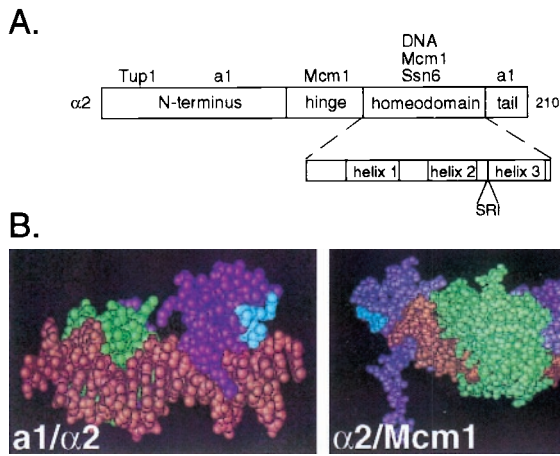 A.
DNA
Mcm1
Tup1 a1 Mcm1 Ssn6 a1
α2 N-terminus hinge homeodomain tail 210
helix 1 helix 2 helix 3
SRI
B.
a1/α2 α2/Mcm1